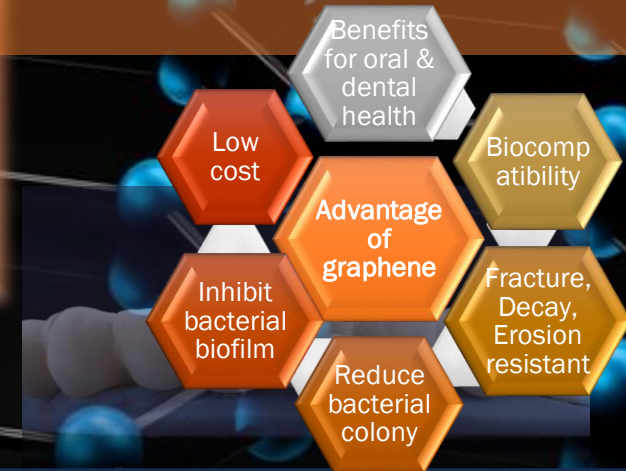 Benefits
for oral &
dental
health
Low
cost
Biocomp
atibility
Advantage
of
graphene
Inhibit
bacterial
biofilm
Fracture,
Decay,
Erosion
resistant
Reduce
bacterial
colony